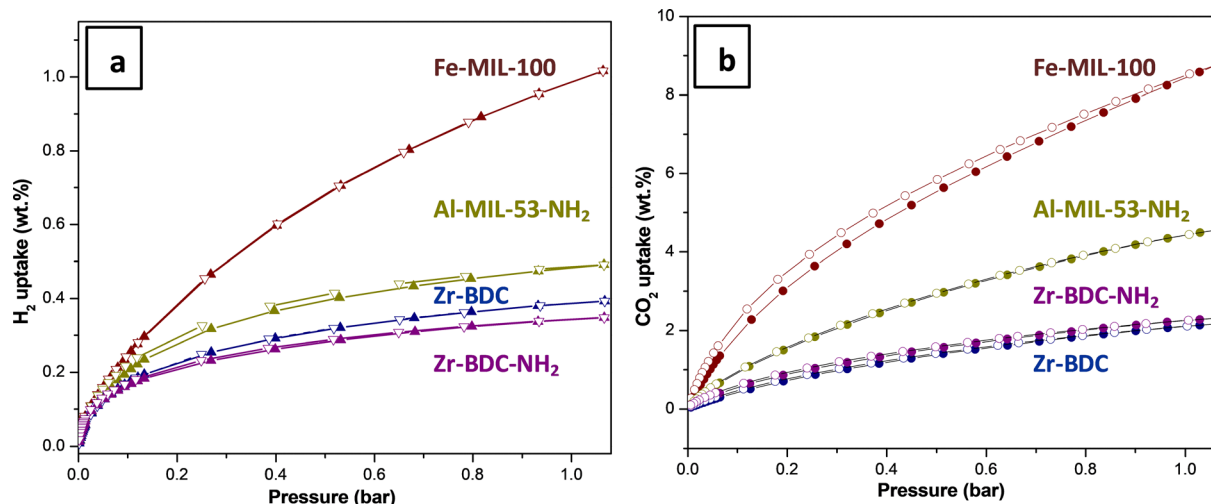 a
Fe-MIL-100
Al-MIL-53-NH₂
Zr-BDC
Zr-BDC-NH₂
H₂ uptake (wt.%)
1.0
0.8
0.6
0.4
0.2
0.0
0.0 0.2 0.4 0.6 0.8 1.0
Pressure (bar)
b
Fe-MIL-100
Al-MIL-53-NH₂
Zr-BDC-NH₂
Zr-BDC
CO₂ uptake (wt.%)
10
8
6
4
2
0
0.0 0.2 0.4 0.6 0.8 1.0
Pressure (bar)